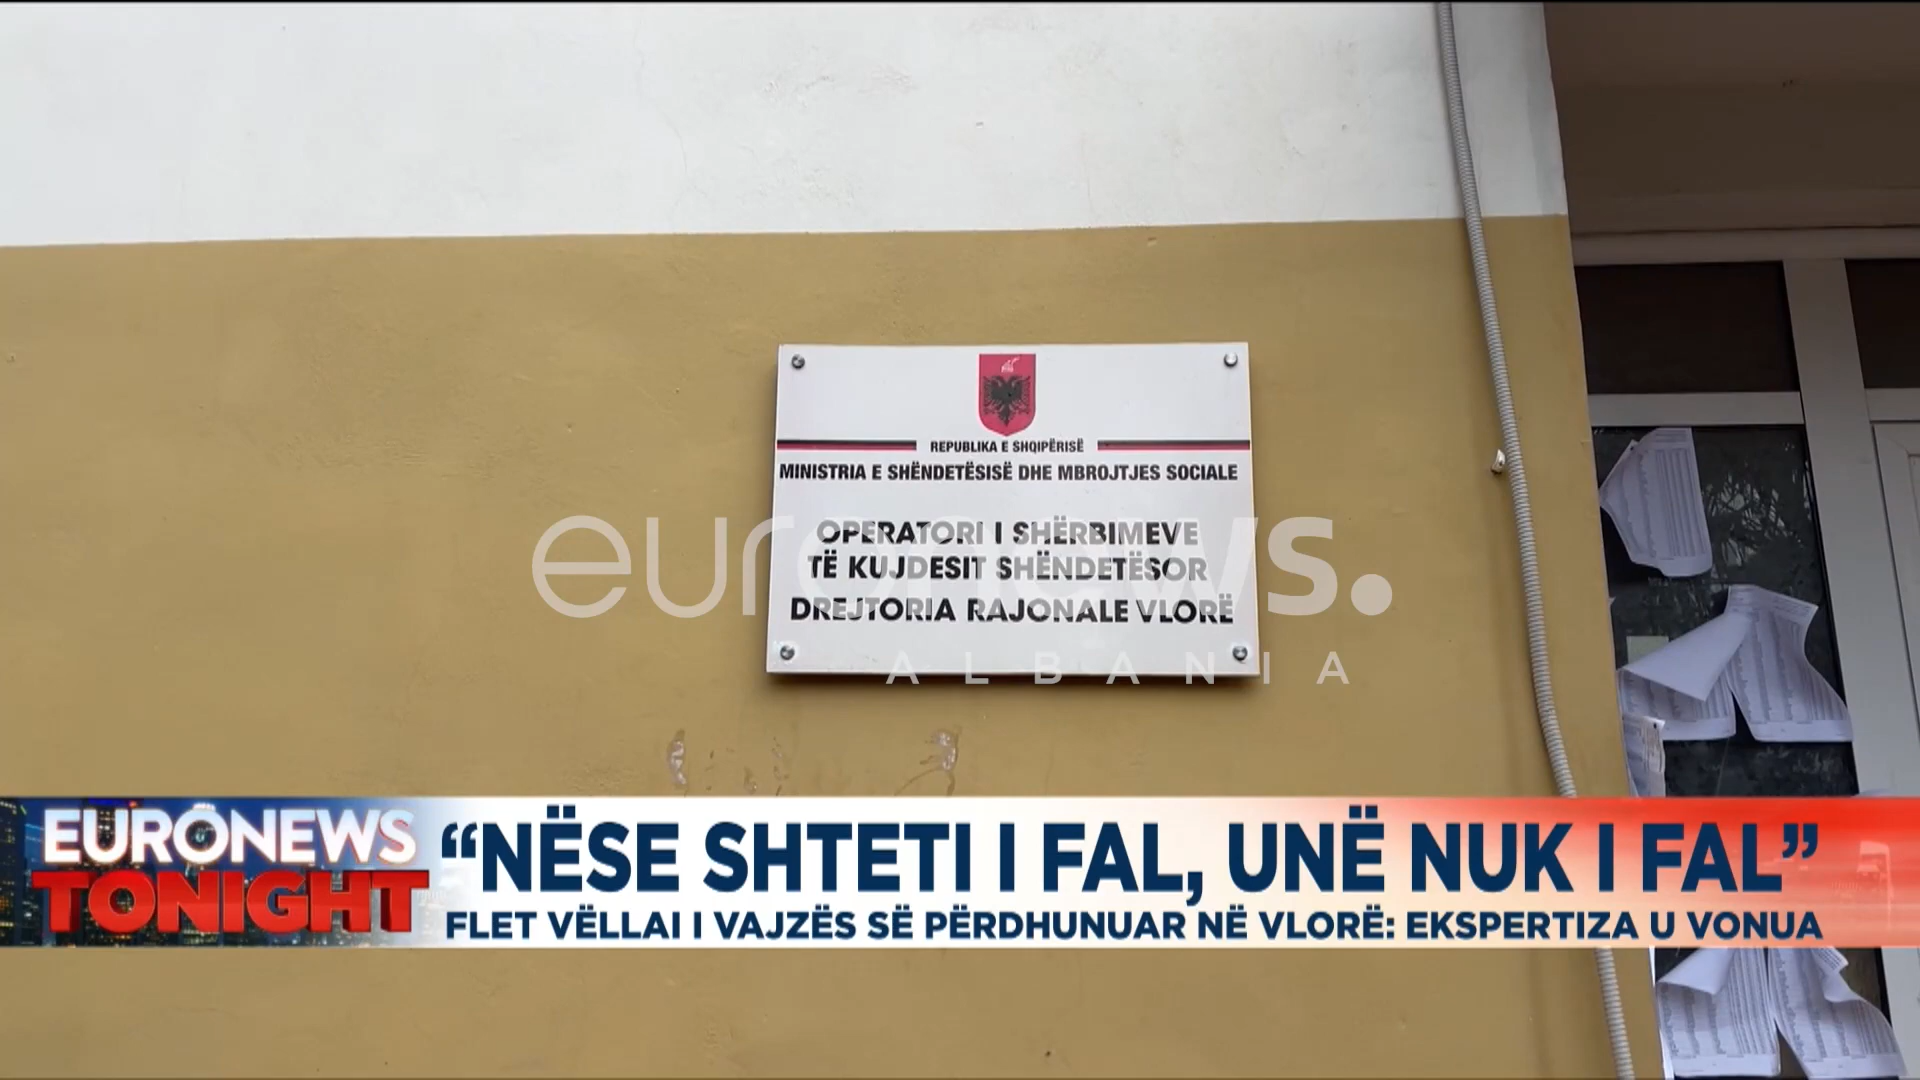 REPUBLIKA E SHQIPËRISË
MINISTRIA E SHËNDETËSISË DHE MBROJTJES SOCIALE
OPERATORI I SHËRBIMEVE
TË KUJDESIT SHËNDETËSOR
DREJTORIA RAJONALE VLORË
euronews.
ALBANIA
EURONEWS
TONIGHT
“NËSE SHTETI I FAL, UNË NUK I FAL”
FLET VËLLAI I VAJZËS SË PËRDHUNUAR NË VLORË: EKSPERTIZA U VONUA